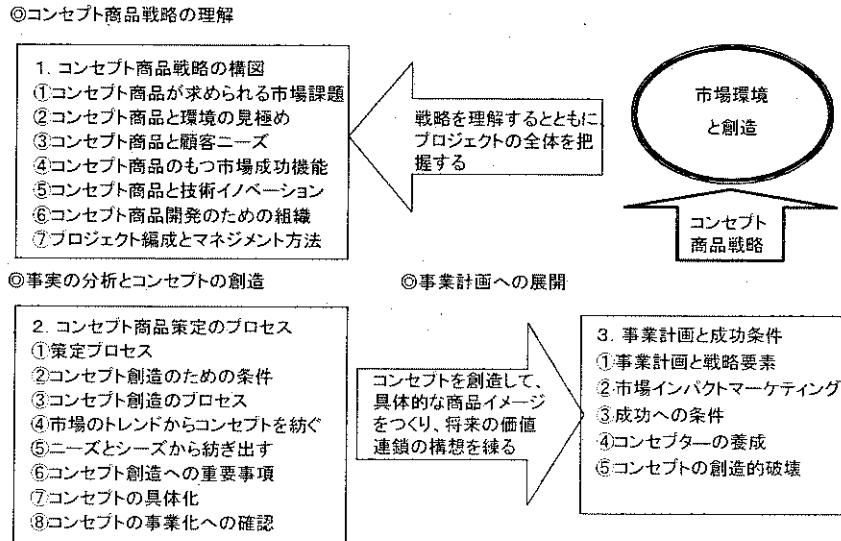 ◎コンセプト商品戦略の理解
1. コンセプト商品戦略の構図
①コンセプト商品が求められる市場課題
②コンセプト商品と環境の見極め
③コンセプト商品と顧客ニーズ
④コンセプト商品のもつ市場成功機能
⑤コンセプト商品と技術イノベーション
⑥コンセプト商品開発のための組織
⑦プロジェクト編成とマネジメント方法
戦略を理解するとともに
プロジェクトの全体を把
握する
市場環境
と創造
コンセプト
商品戦略
◎事実の分析とコンセプトの創造
2. コンセプト商品策定のプロセス
①策定プロセス
②コンセプト創造のための条件
③コンセプト創造のプロセス
④市場のトレンドからコンセプトを紡ぐ
⑤ニーズとシーズから紡ぎ出す
⑥コンセプト創造への重要事項
⑦コンセプトの具体化
⑧コンセプトの事業化への確認
コンセプトを創造して、
具体的な商品イメージ
をつくり、将来の価値
連鎖の構想を練る
◎事業計画への展開
3. 事業計画と成功条件
①事業計画と戦略要素
②市場インパクトマーケティング
③成功への条件
④コンセプターの養成
⑤コンセプトの創造的破壊